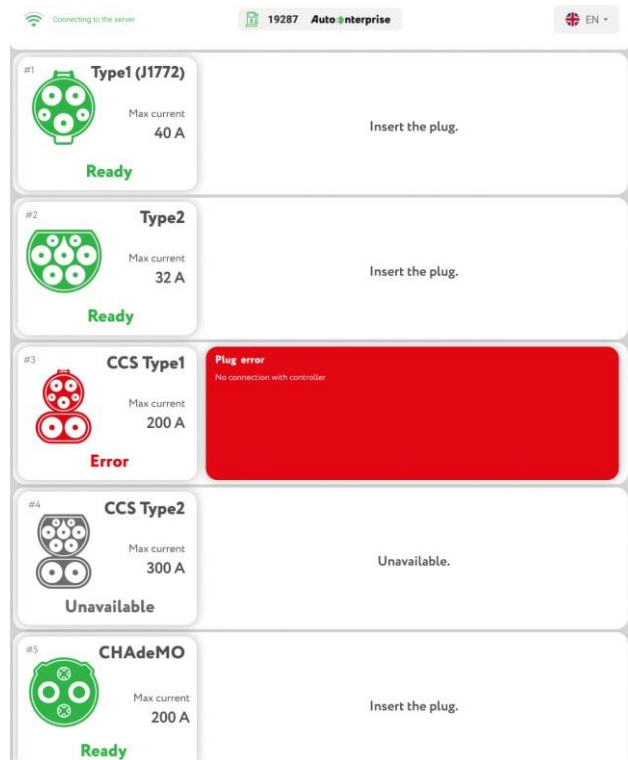 Connecting to the server
19287 Auto Enterprise
EN
#1 Type1 (J1772)
Max current
40 A
Ready
Insert the plug.
#2 Type2
Max current
32 A
Ready
Insert the plug.
#3 CCS Type1
Max current
200 A
Error
Plug error
No connection with controller
#4 CCS Type2
Max current
300 A
Unavailable
Unavailable.
#5 CHAdeMO
Max current
200 A
Ready
Insert the plug.